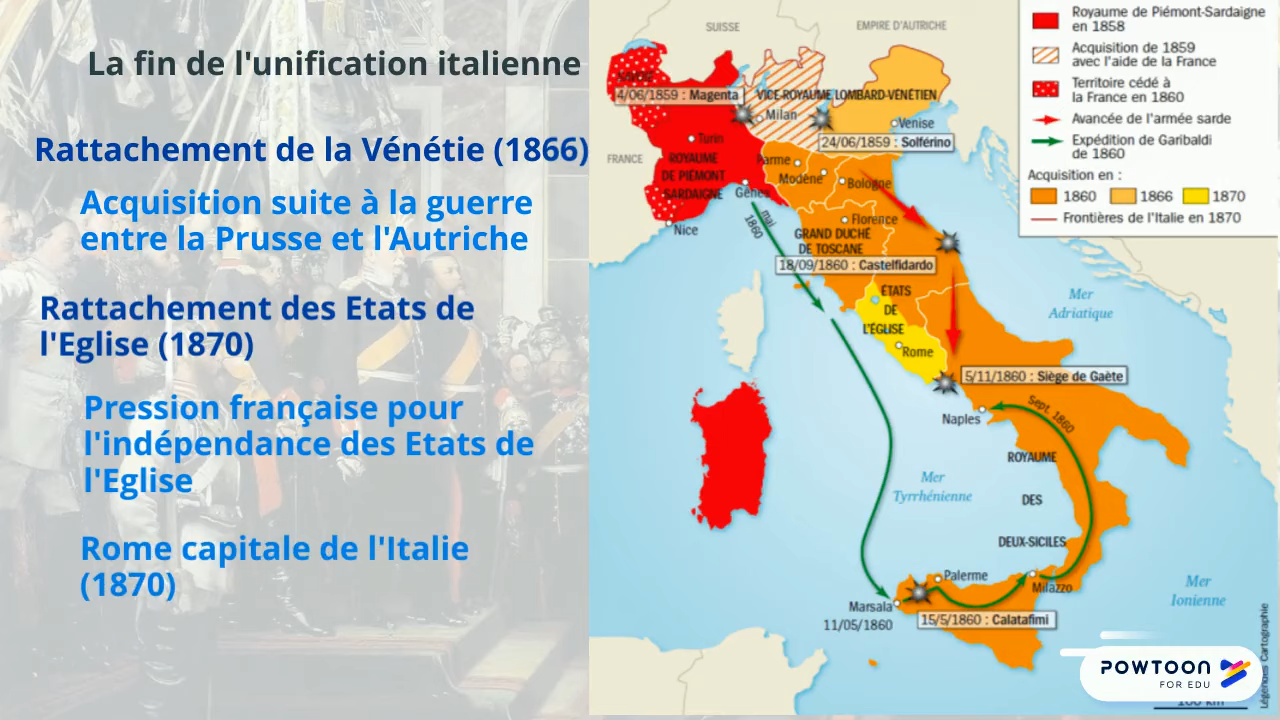 La fin de l'unification italienne
Rattachement de la Vénétie (1866)
Acquisition suite à la guerre
entre la Prusse et l'Autriche
Rattachement des Etats de
l'Eglise (1870)
Pression française pour
l'indépendance des Etats de
l'Eglise
Rome capitale de l'Italie
(1870)
SUISSE
EMPIRE D'AUTRICHE
SAVOIE
4/06/1859 : Magenta
VICE-ROYAUME LOMBARD-VÉNÉTIEN
Milan
Venise
24/06/1859 : Solférino
Turin
FRANCE
ROYAUME
DE PIÉMONT
SARDAIGNE
Parme
Modène
Bologne
Gênes
Nice
mai
1860
Florence
GRAND DUCHÉ
DE TOSCANE
18/09/1860 : Castelfidardo
ÉTATS
DE
L'ÉGLISE
Rome
Mer
Adriatique
5/11/1860 : Siège de Gaète
Naples
Sept. 1860
ROYAUME
DES
DEUX-SICILES
Mer
Tyrrhénienne
Palerme
Milazzo
Marsala
11/05/1860
15/5/1860 : Calatafimi
Mer
Ionienne
Royaume de Piémont-Sardaigne
en 1858
Acquisition de 1859
avec l'aide de la France
Territoire cédé à
la France en 1860
Avancée de l'armée sarde
Expédition de Garibaldi
de 1860
Acquisition en :
1860 1866 1870
Frontières de l'Italie en 1870
Légendes Cartographie
POWTOON
FOR EDU
100 km